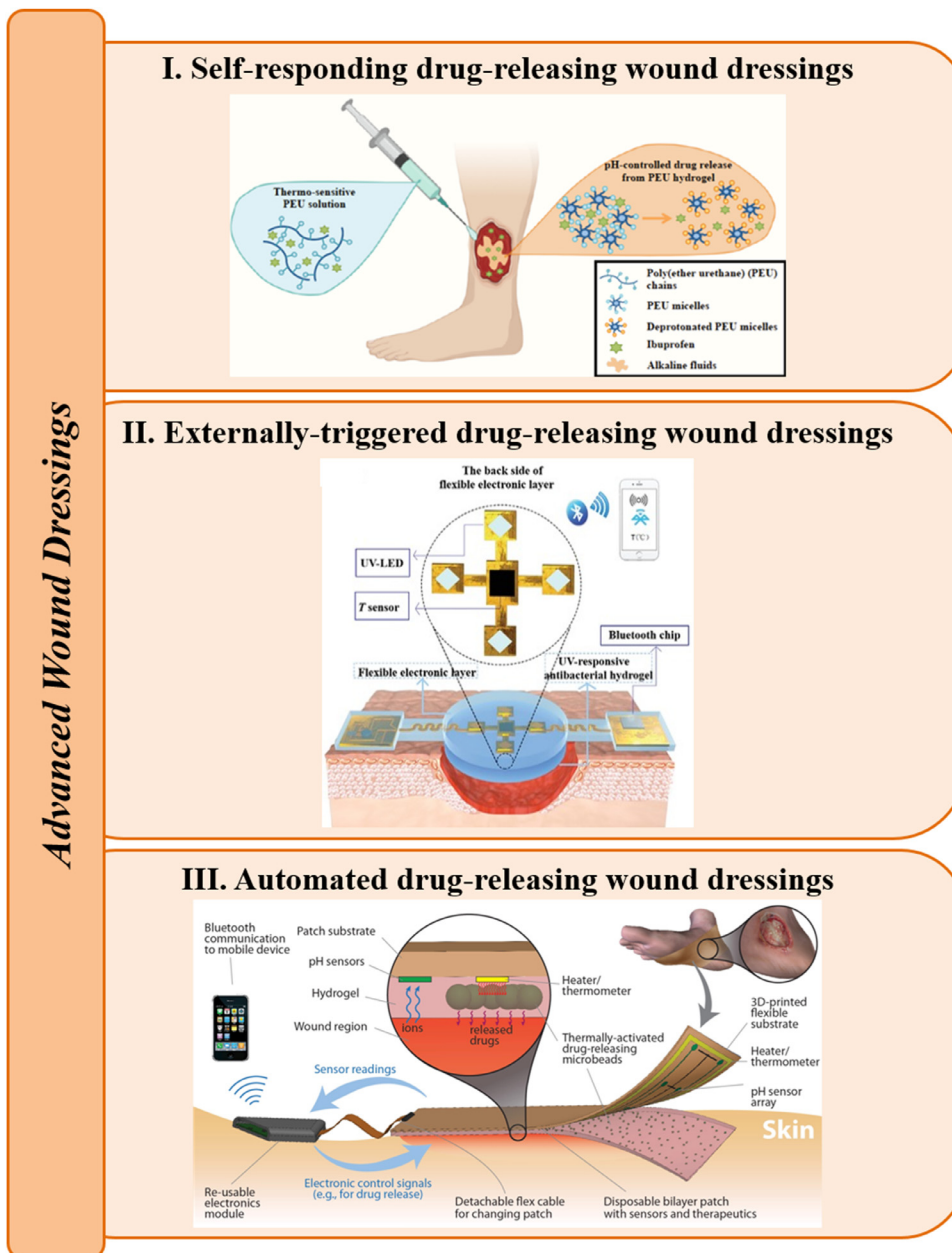 Advanced Wound Dressings
I. Self-responding drug-releasing wound dressings
Thermo-sensitive
PEU solution
pH-controlled drug release
from PEU hydrogel
Poly(ether urethane) (PEU)
chains
PEU micelles
Deprotonated PEU micelles
Ibuprofen
Alkaline fluids
II. Externally-triggered drug-releasing wound dressings
The back side of
flexible electronic layer
T (℃)
UV-LED
T sensor
Bluetooth chip
Flexible electronic layer
UV-responsive
antibacterial hydrogel
III. Automated drug-releasing wound dressings
Bluetooth
communication
to mobile device
Patch substrate
pH sensors
Hydrogel
Wound region
ions
released
drugs
Heater/
thermometer
Thermally-activated
drug-releasing
microbeads
3D-printed
flexible
substrate
Heater/
thermometer
pH sensor
array
Sensor readings
Skin
Electronic control signals
(e.g., for drug release)
Re-usable
electronics
module
Detachable flex cable
for changing patch
Disposable bilayer patch
with sensors and therapeutics